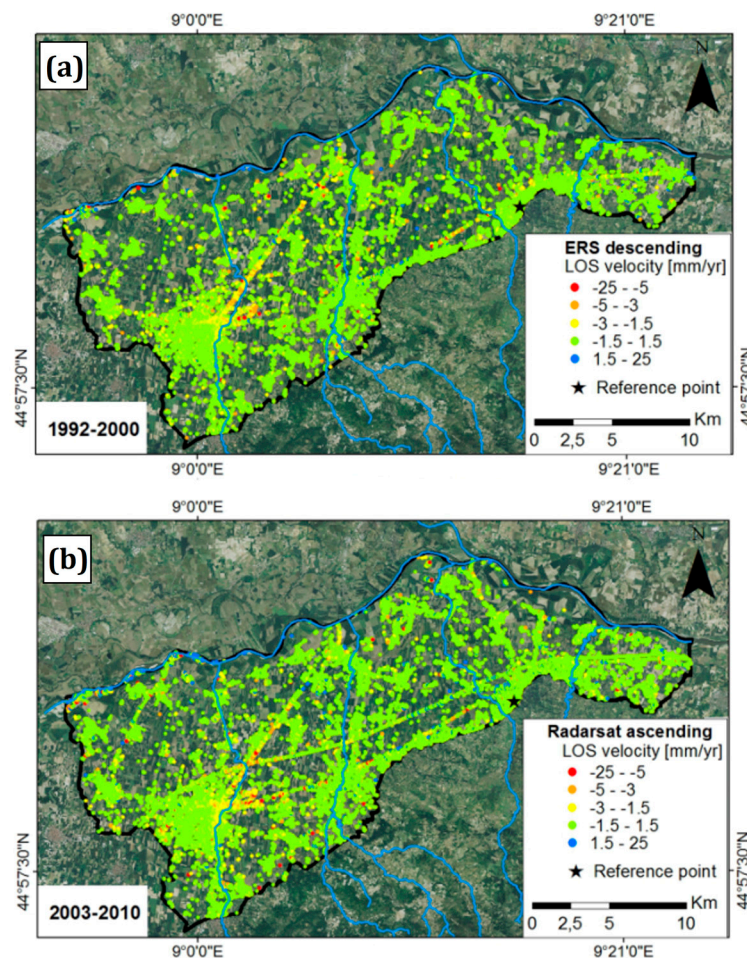 9°0'0"E 9°21'0"E
(a)
N
ERS descending
LOS velocity [mm/yr]
-25 - -5
-5 - -3
-3 - -1.5
-1.5 - 1.5
1.5 - 25
Reference point
Km
0 2,5 5 10
44°57'30"N 44°57'30"N
1992-2000
9°0'0"E 9°21'0"E
9°0'0"E 9°21'0"E
(b)
N
Radarsat ascending
LOS velocity [mm/yr]
-25 - -5
-5 - -3
-3 - -1.5
-1.5 - 1.5
1.5 - 25
Reference point
Km
0 2,5 5 10
44°57'30"N 44°57'30"N
2003-2010
9°0'0"E 9°21'0"E